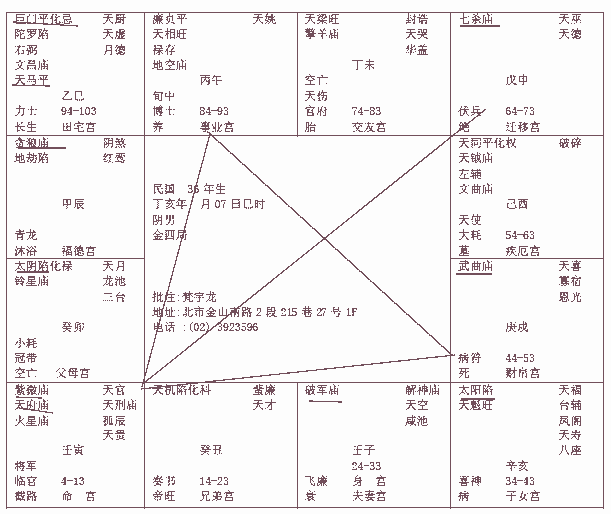 巨门平化忌 天厨
陀罗陷 天虚
右弼 月德
文昌庙
天马平
乙巳
力士 94-103
长生 田宅宫
廉贞平 天姚
天相旺
禄存
地空庙
丙午
旬中
博士 84-93
养 事业宫
天梁旺 封诰
擎羊庙 天哭
华盖
丁未
空亡
天伤
官府 74-83
胎 交友宫
七杀庙 天巫
天德
戊申
伏兵 64-73
绝 迁移宫
贪狼庙 阴煞
地劫陷 红鸾
甲辰
青龙
沐浴 福德宫
民国 36 年生
丁亥年 月 07 日巳时
阴男
金四局
批注:梵宇龙
地址:北市金山南路 2 段 215 巷 27 号 1F
电话 :(02) 3923596
天同平化权 破碎
天钺庙
左辅
文曲庙
己酉
天使
大耗 54-63
墓 疾厄宫
太阴陷化禄 天月
铃星庙 龙池
三台
癸卯
小耗
冠带
空亡 父母宫
武曲庙 天喜
寡宿
恩光
庚戌
病符 44-53
死 财帛宫
紫微庙 天官
天府庙 天刑庙
火星庙 孤辰
天贵
壬寅
将军
临官 4-13
截路 命 宫
天机陷化科 蜚廉
天才
癸丑
奏书 14-23
帝旺 兄弟宫
破军庙 解神庙
天空
咸池
壬子
24-33
飞廉 身 宫
衰 夫妻宫
太阳陷 天福
天魁旺 台辅
凤阁
天寿
八座
辛亥
喜神 34-43
病 子女宫